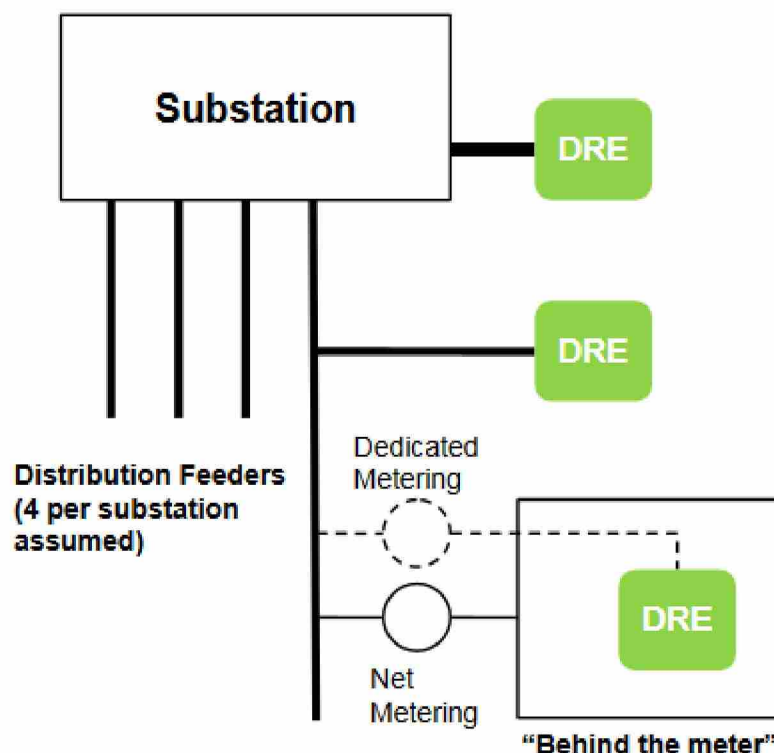 Substation
DRE
DRE
Distribution Feeders
(4 per substation
assumed)
Dedicated
Metering
DRE
Net
Metering
“Behind the meter”